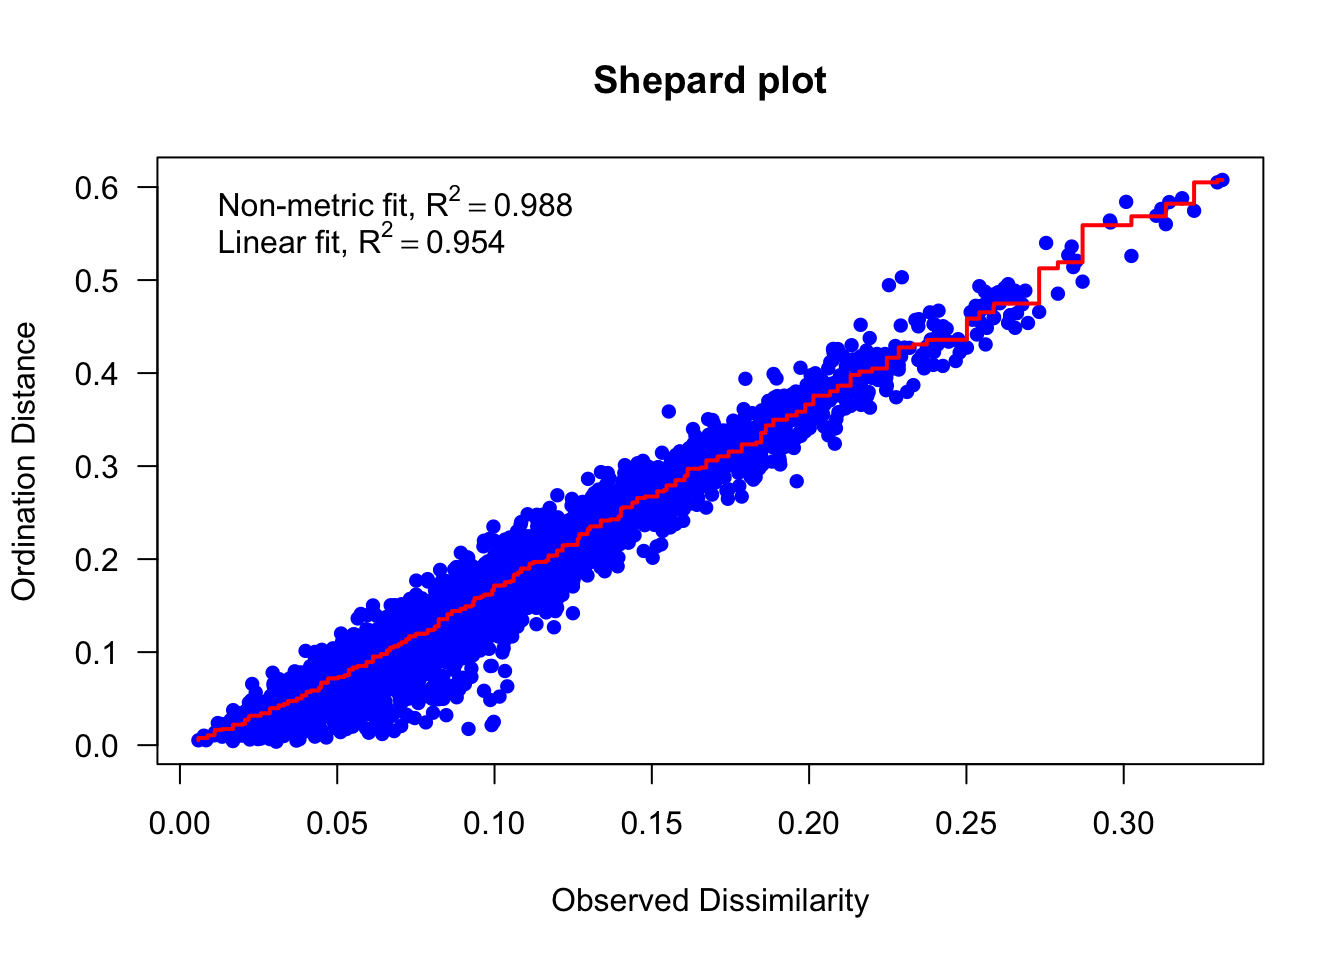 Shepard plot
Non-metric fit, R² = 0.988
Linear fit, R² = 0.954
Ordination Distance
0.6
0.5
0.4
0.3
0.2
0.1
0.0
0.00 0.05 0.10 0.15 0.20 0.25 0.30
Observed Dissimilarity